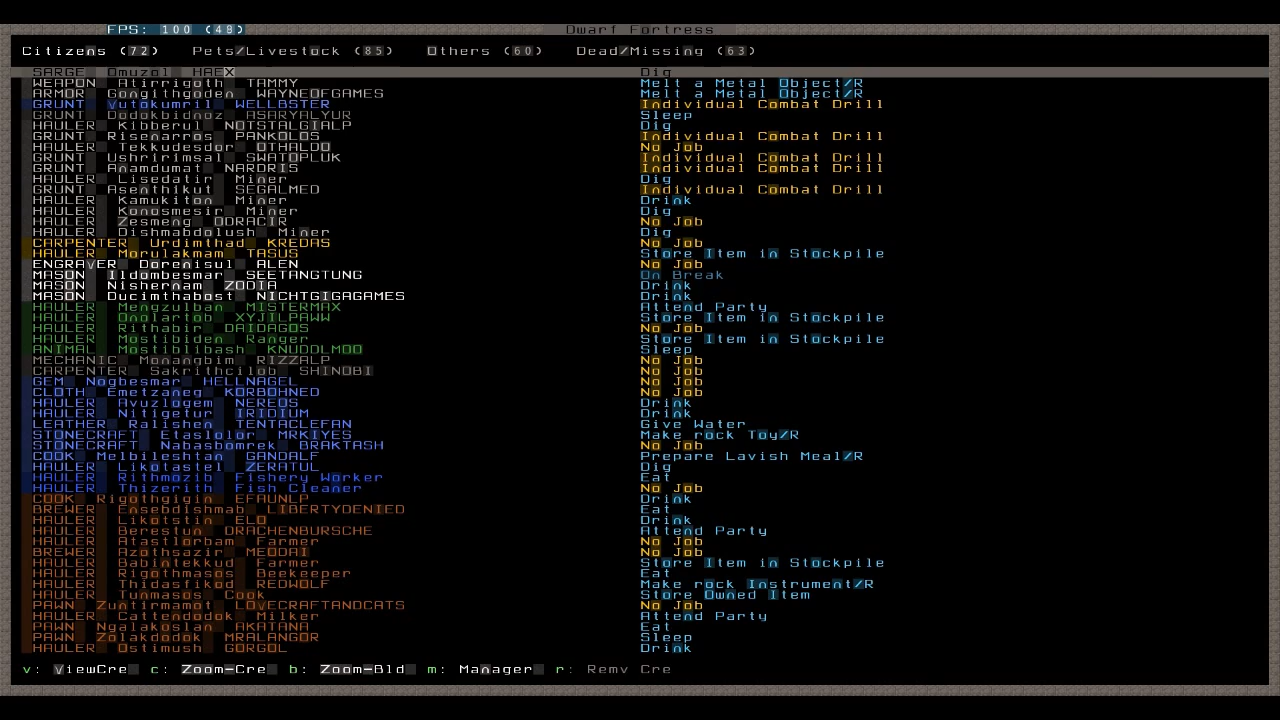 FPS: 100 (48) Dwarf Fortress
Citizens (72) Pets/Livestock (85) Others (60) Dead/Missing (63)
SARGE Omuzol HAEX Dig
WEAPON Atirrigoth TAMMY Melt a Metal Object/R
ARMOR Gongithgoden WAYNEOFGAMES Melt a Metal Object/R
GRUNT Vutokumril WELLBSTER Individual Combat Drill
GRUNT Dodokbidnoz ASARYALYUR Sleep
HAULER Kibberul NOTSTALGIALP Dig
GRUNT Risenarros PANKOLOS Individual Combat Drill
HAULER Tekkudesdor OTHALDO No Job
GRUNT Ushririmsal SWATOPLUK Individual Combat Drill
GRUNT Anamdumat NARDRIS Individual Combat Drill
HAULER Lisedatir Miner Dig
GRUNT Asenthikut SEGALMED Individual Combat Drill
HAULER Kamukiton Miner Drink
HAULER Konosmesir Miner Dig
HAULER Zesmeng ODRACIR No Job
HAULER Dishmabdolush Miner Dig
CARPENTER Urdimthad KREDAS No Job
HAULER Morulakmam TASUS Store Item in Stockpile
ENGRAVER Dorenisul ALEN No Job
MASON Ildombesmar SEETANGTUNG On Break
MASON Nishernam ZODIA Drink
MASON Ducimthabost NICHTGIGAGAMES Drink
HAULER Mengzulban MISTERMAX Attend Party
HAULER Onolartob XYJILPAWW Store Item in Stockpile
HAULER Rithabir DAIDAGOS No Job
HAULER Mostibiden Ranger Store Item in Stockpile
ANIMAL Mostiblibash KNUDDLMOO Sleep
MECHANIC Monangbim RIZZALP No Job
CARPENTER Sakrithcilob SHINOBI No Job
GEM Nogbesmar HELLNAGEL No Job
CLOTH Emetzaneg KORBOHNED No Job
HAULER Avuzlogem NEREOS Drink
HAULER Nitigetur IRIDIUM Drink
LEATHER Ralishen TENTACLEFAN Give Water
STONECRAFT Etaslolor MRKIYES Make rock Toy/R
STONECRAFT Nabasbomrek BRAKTASH No Job
COOK Melbileshtan GANDALF Prepare Lavish Meal/R
HAULER Likotastel ZERATUL Dig
HAULER Rithmozib Fishery Worker Eat
HAULER Thizerith Fish Cleaner No Job
COOK Rigothgigin EFAUNLP Drink
BREWER Ensebdishmab LIBERTYDENIED Eat
HAULER Likotstin ELO Drink
HAULER Berestun DRACHENBURSCHE Attend Party
HAULER Atastlorbam Farmer No Job
BREWER Azothsazir MEODAI No Job
HAULER Babintekkud Farmer Store Item in Stockpile
HAULER Rigothmosos Beekeeper Eat
HAULER Thidasfikod REDWOLF Make rock Instrument/R
HAULER Tunmasos Cook Store Owned Item
PAWN Zuntirmamot LOVECRAFTANDCATS No Job
HAULER Cattendodok Milker Attend Party
PAWN Ngalakoslan AKATANA Eat
PAWN Zolakdodok MRALANGOR Sleep
HAULER Ostimush GORGOL Drink
v: ViewCre c: Zoom-Cre b: Zoom-Bld m: Manager r: Remv Cre